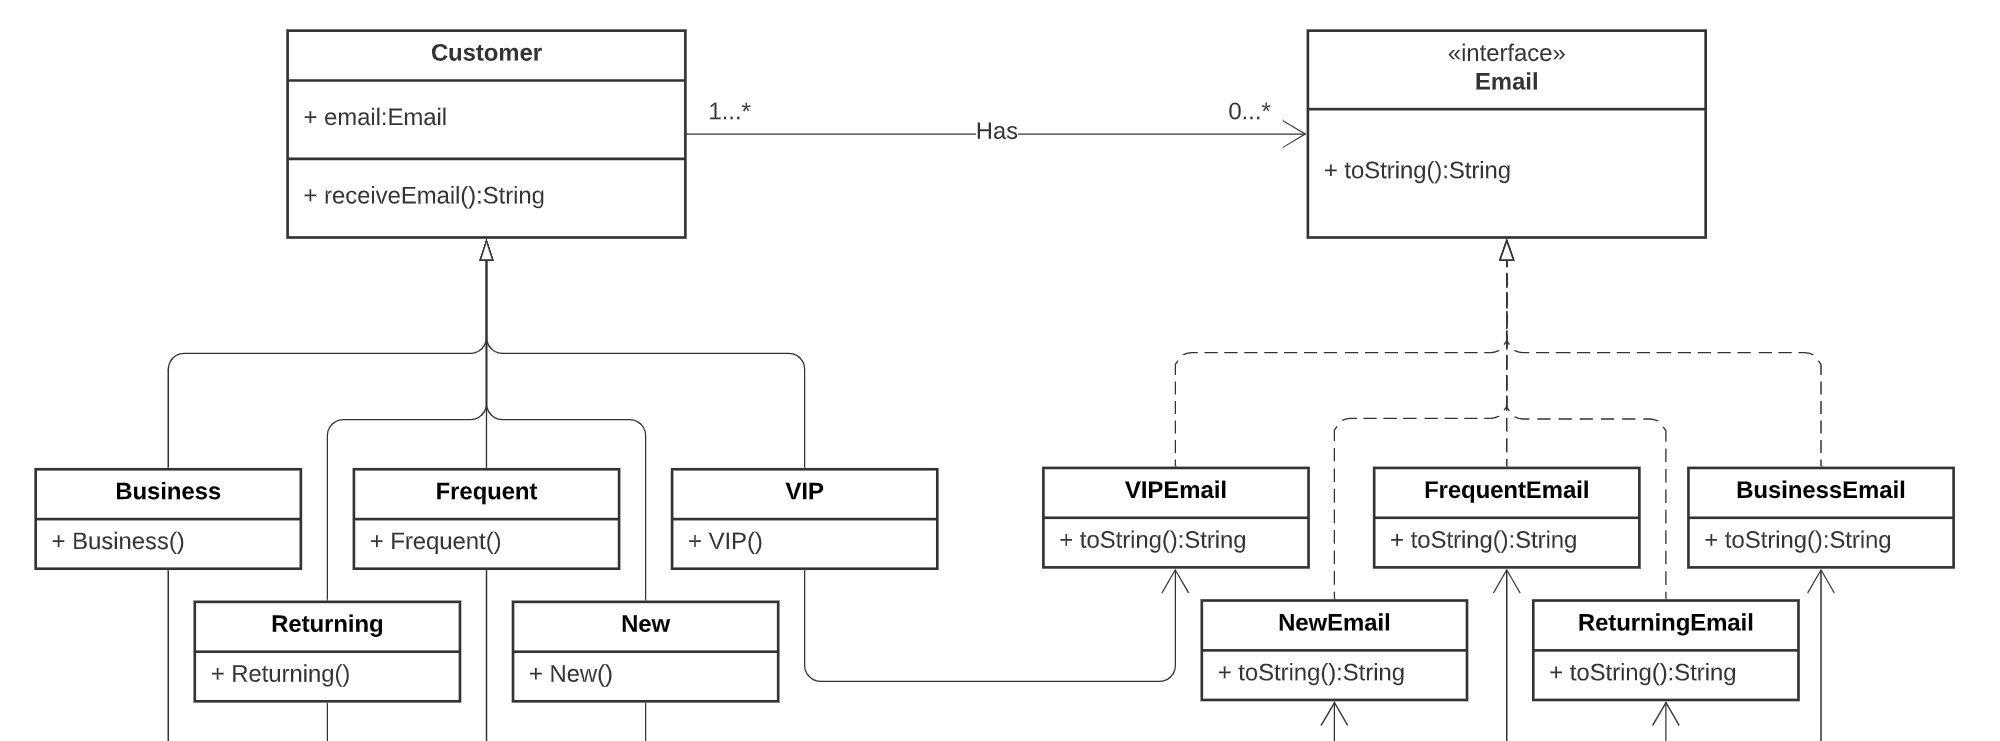 Customer
+ email:Email
+ receiveEmail():String
1...*
Has
0...*
«interface»
Email
+ toString():String
Business
+ Business()
Frequent
+ Frequent()
VIP
+ VIP()
VIPEmail
+ toString():String
FrequentEmail
+ toString():String
BusinessEmail
+ toString():String
Returning
+ Returning()
New
+ New()
NewEmail
+ toString():String
ReturningEmail
+ toString():String